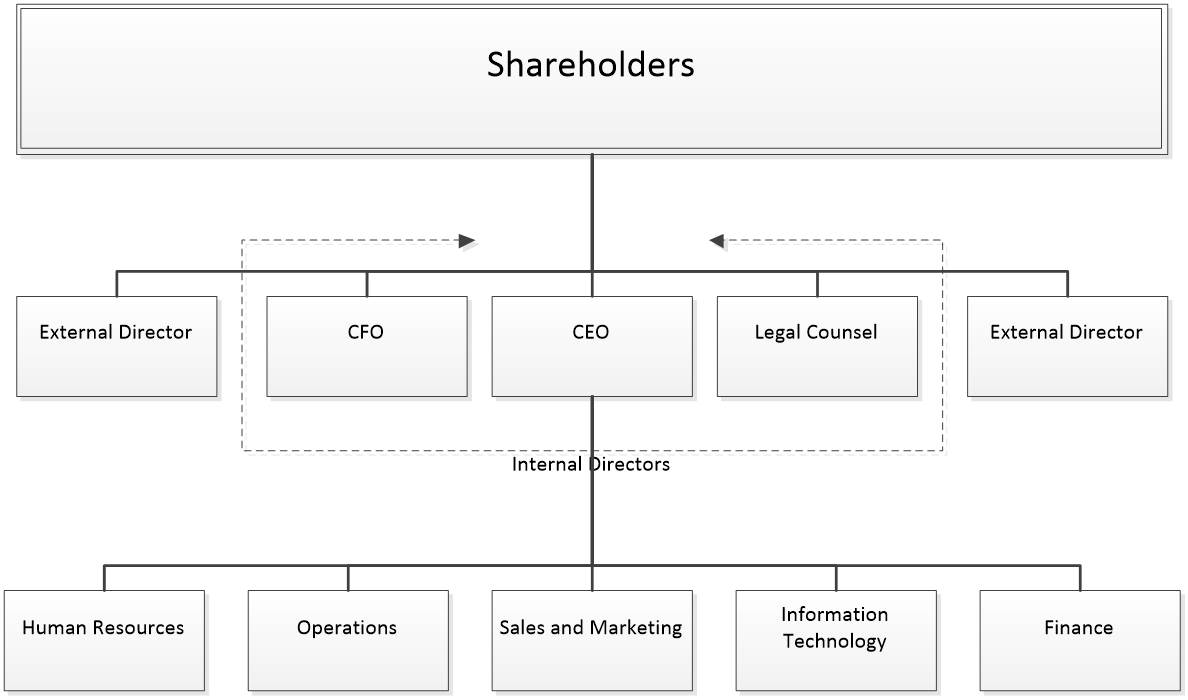 Shareholders
External Director
CFO
CEO
Legal Counsel
External Director
Internal Directors
Human Resources
Operations
Sales and Marketing
Information
Technology
Finance